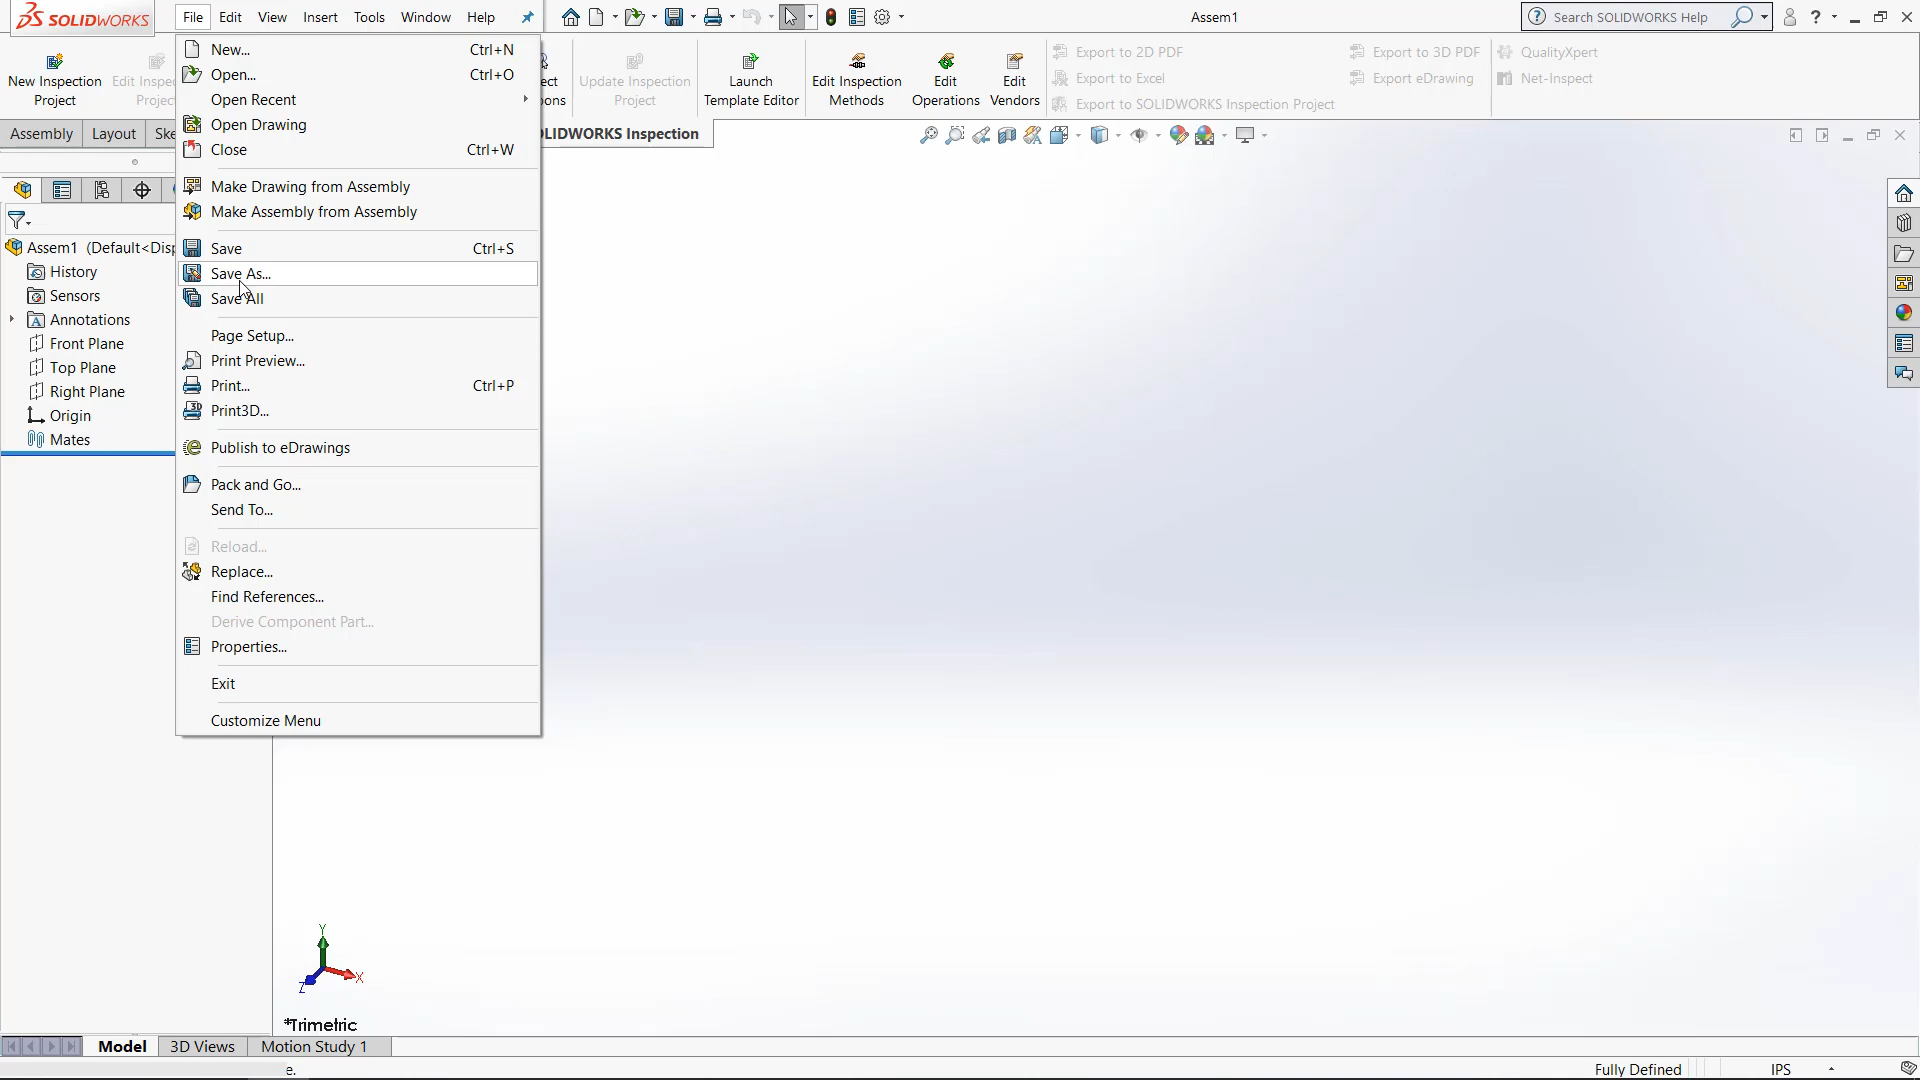 SOLIDWORKS
File Edit View Insert Tools Window Help
Assem1
Search SOLIDWORKS Help
New Inspection
Project
Edit Inspe
Projec
ect
ons
Update Inspection
Project
Launch
Template Editor
Edit Inspection
Methods
Edit
Operations
Edit
Vendors
Export to 2D PDF
Export to Excel
Export to SOLIDWORKS Inspection Project
Export to 3D PDF
Export eDrawing
QualityXpert
Net-Inspect
Assembly Layout Ske
OLIDWORKS Inspection
New... Ctrl+N
Open... Ctrl+O
Open Recent
Open Drawing
Close Ctrl+W
Make Drawing from Assembly
Make Assembly from Assembly
Save Ctrl+S
Save As...
Save All
Page Setup...
Print Preview...
Print... Ctrl+P
Print3D...
Publish to eDrawings
Pack and Go...
Send To...
Reload...
Replace...
Find References...
Derive Component Part...
Properties...
Exit
Customize Menu
Assem1 (Default<Disp
History
Sensors
Annotations
Front Plane
Top Plane
Right Plane
Origin
Mates
Y
X
Z
*Trimetric
Model 3D Views Motion Study 1
e.
Fully Defined
IPS